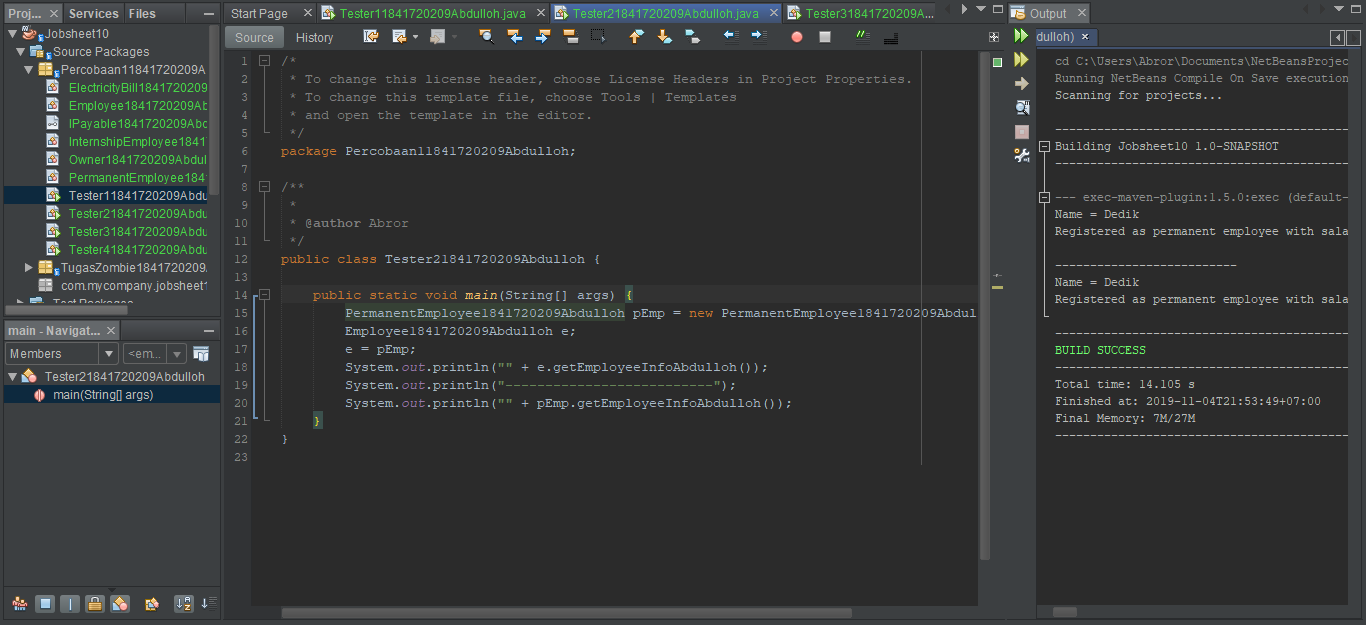 Proj...
Services
Files
Jobsheet10
Source Packages
Percobaan11841720209A
ElectricityBill1841720209
Employee1841720209Ab
IPayable1841720209Abc
InternshipEmployee1841
Owner1841720209Abdul
PermanentEmployee184
Tester11841720209Abdu
Tester21841720209Abdu
Tester31841720209Abdu
Tester41841720209Abdu
TugasZombie1841720209.
com.mycompany.jobsheet1
Test Packages
main - Navigat...
Members
<em...
Tester21841720209Abdulloh
main(String[] args)
Start Page
Tester11841720209Abdulloh.java
Tester21841720209Abdulloh.java
Tester31841720209A...
Source
History
1 /*
2 * To change this license header, choose License Headers in Project Properties.
3 * To change this template file, choose Tools | Templates
4 * and open the template in the editor.
5 */
6 package Percobaan11841720209Abdulloh;
7
8 /**
9 *
10 * @author Abror
11 */
12 public class Tester21841720209Abdulloh {
13
14 public static void main(String[] args) {
15 PermanentEmployee1841720209Abdulloh pEmp = new PermanentEmployee1841720209Abdul
16 Employee1841720209Abdulloh e;
17 e = pEmp;
18 System.out.println("" + e.getEmployeeInfoAbdulloh());
19 System.out.println("--------------------------");
20 System.out.println("" + pEmp.getEmployeeInfoAbdulloh());
21 }
22 }
23
Output
dulloh)
cd C:\Users\Abror\Documents\NetBeansProjec
Running NetBeans Compile On Save execution
Scanning for projects...
Building Jobsheet10 1.0-SNAPSHOT
--- exec-maven-plugin:1.5.0:exec (default-
Name = Dedik
Registered as permanent employee with sala
--------------------------
Name = Dedik
Registered as permanent employee with sala
BUILD SUCCESS
Total time: 14.105 s
Finished at: 2019-11-04T21:53:49+07:00
Final Memory: 7M/27M